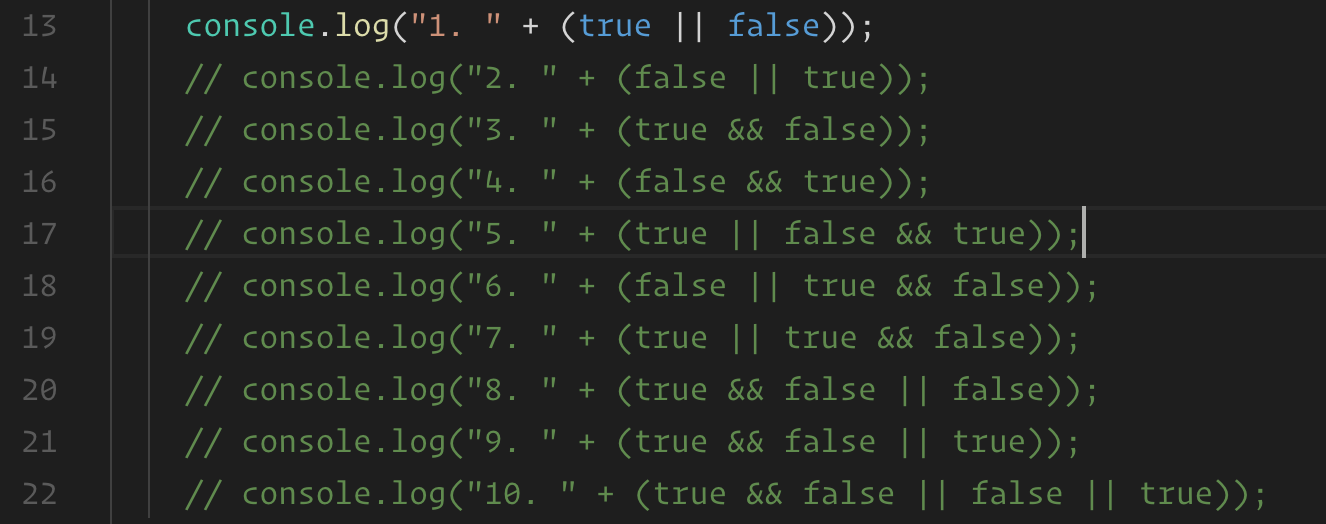 13 console.log("1. " + (true || false));
14 // console.log("2. " + (false || true));
15 // console.log("3. " + (true && false));
16 // console.log("4. " + (false && true));
17 // console.log("5. " + (true || false && true));
18 // console.log("6. " + (false || true && false));
19 // console.log("7. " + (true || true && false));
20 // console.log("8. " + (true && false || false));
21 // console.log("9. " + (true && false || true));
22 // console.log("10. " + (true && false || false || true));